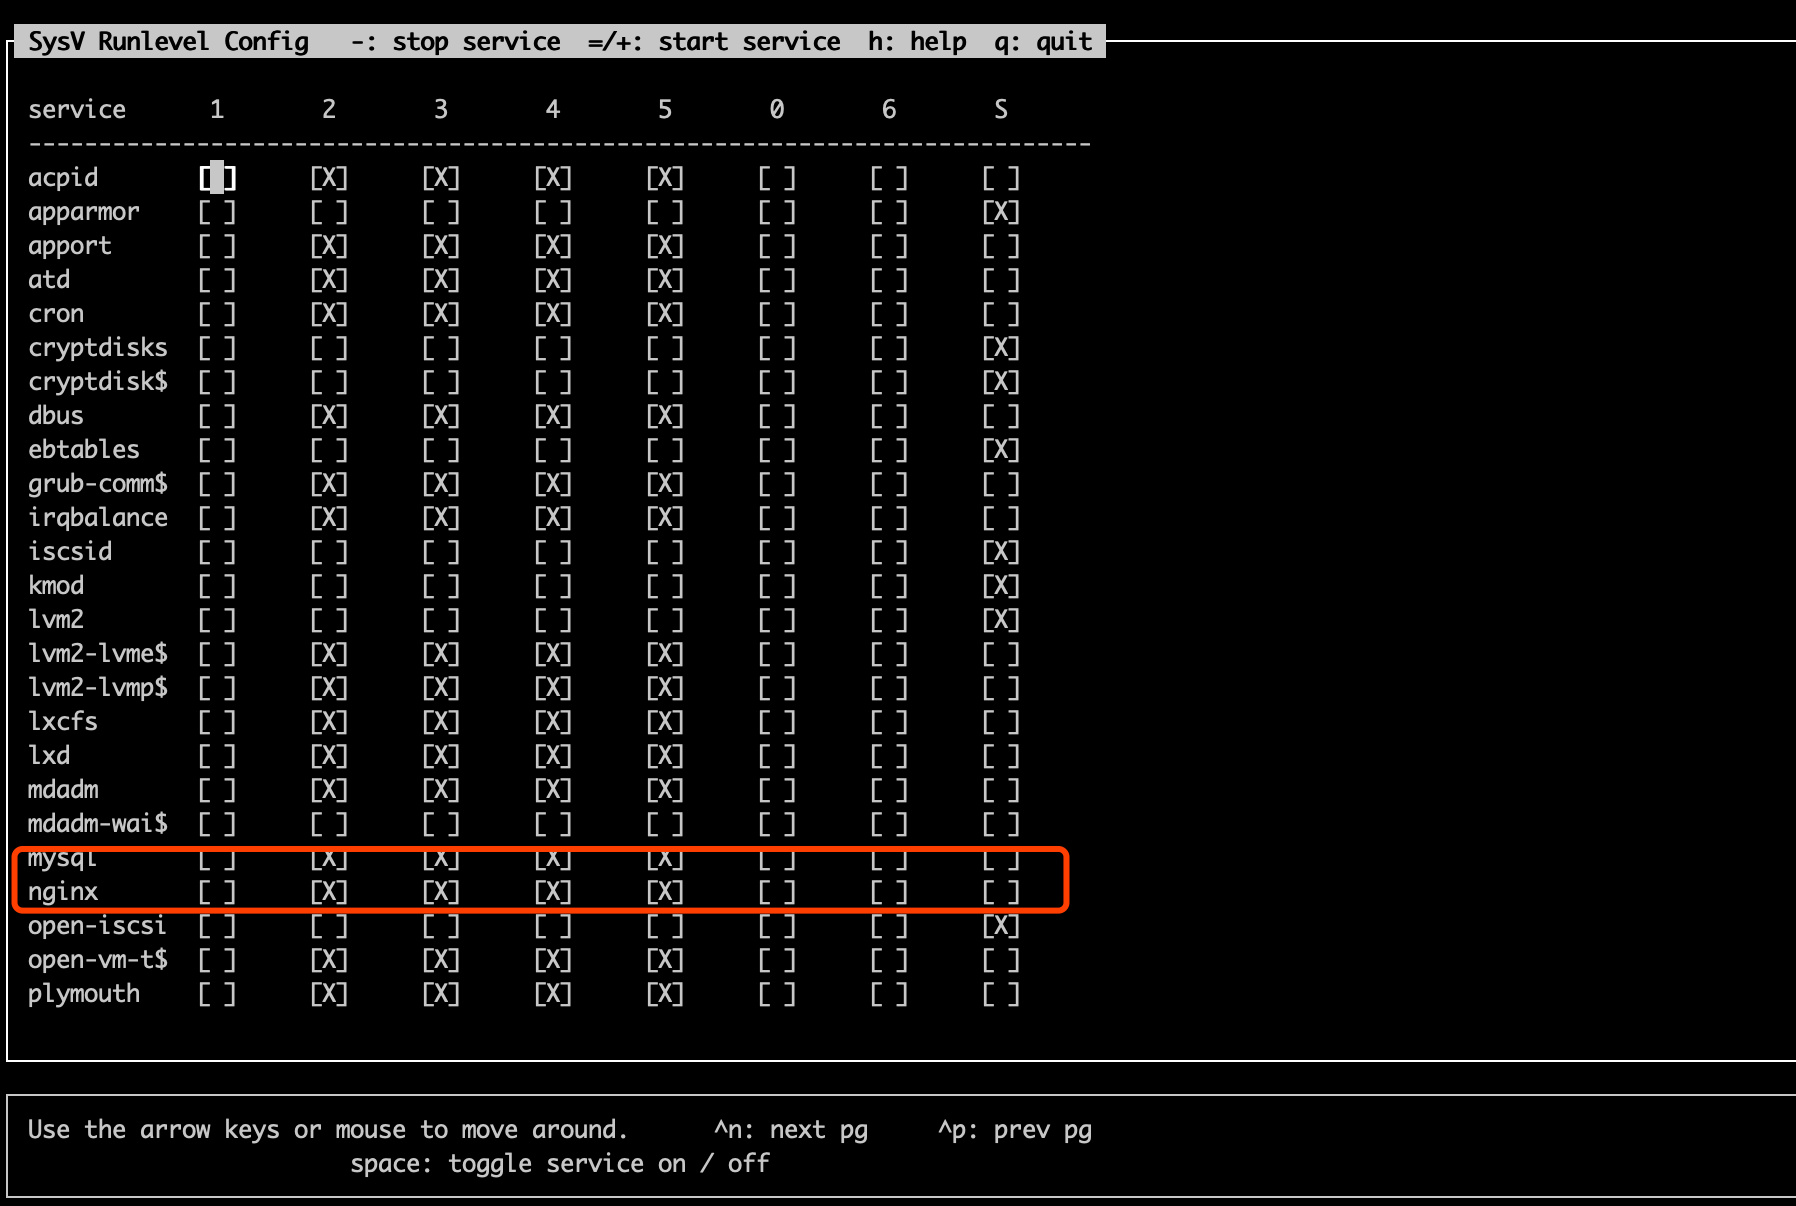 SysV Runlevel Config   -: stop service  =/+: start service  h: help  q: quit
service      1       2       3       4       5       0       6       S
----------------------------------------------------------------------------
acpid       [ ]     [X]     [X]     [X]     [X]     [ ]     [ ]     [ ]
apparmor    [ ]     [ ]     [ ]     [ ]     [ ]     [ ]     [ ]     [X]
apport      [ ]     [X]     [X]     [X]     [X]     [ ]     [ ]     [ ]
atd         [ ]     [X]     [X]     [X]     [X]     [ ]     [ ]     [ ]
cron        [ ]     [X]     [X]     [X]     [X]     [ ]     [ ]     [ ]
cryptdisks  [ ]     [ ]     [ ]     [ ]     [ ]     [ ]     [ ]     [X]
cryptdisk$  [ ]     [ ]     [ ]     [ ]     [ ]     [ ]     [ ]     [X]
dbus        [ ]     [X]     [X]     [X]     [X]     [ ]     [ ]     [ ]
ebtables    [ ]     [ ]     [ ]     [ ]     [ ]     [ ]     [ ]     [X]
grub-comm$  [ ]     [X]     [X]     [X]     [X]     [ ]     [ ]     [ ]
irqbalance  [ ]     [X]     [X]     [X]     [X]     [ ]     [ ]     [ ]
iscsid      [ ]     [ ]     [ ]     [ ]     [ ]     [ ]     [ ]     [X]
kmod        [ ]     [ ]     [ ]     [ ]     [ ]     [ ]     [ ]     [X]
lvm2        [ ]     [ ]     [ ]     [ ]     [ ]     [ ]     [ ]     [X]
lvm2-lvme$  [ ]     [X]     [X]     [X]     [X]     [ ]     [ ]     [ ]
lvm2-lvmp$  [ ]     [X]     [X]     [X]     [X]     [ ]     [ ]     [ ]
lxcfs       [ ]     [X]     [X]     [X]     [X]     [ ]     [ ]     [ ]
lxd         [ ]     [X]     [X]     [X]     [X]     [ ]     [ ]     [ ]
mdadm       [ ]     [X]     [X]     [X]     [X]     [ ]     [ ]     [ ]
mdadm-wai$  [ ]     [ ]     [ ]     [ ]     [ ]     [ ]     [ ]     [ ]
mysql       [ ]     [X]     [X]     [X]     [X]     [ ]     [ ]     [ ]
nginx       [ ]     [X]     [X]     [X]     [X]     [ ]     [ ]     [ ]
open-iscsi  [ ]     [ ]     [ ]     [ ]     [ ]     [ ]     [ ]     [X]
open-vm-t$  [ ]     [X]     [X]     [X]     [X]     [ ]     [ ]     [ ]
plymouth    [ ]     [X]     [X]     [X]     [X]     [ ]     [ ]     [ ]
Use the arrow keys or mouse to move around.      ^n: next pg     ^p: prev pg
space: toggle service on / off